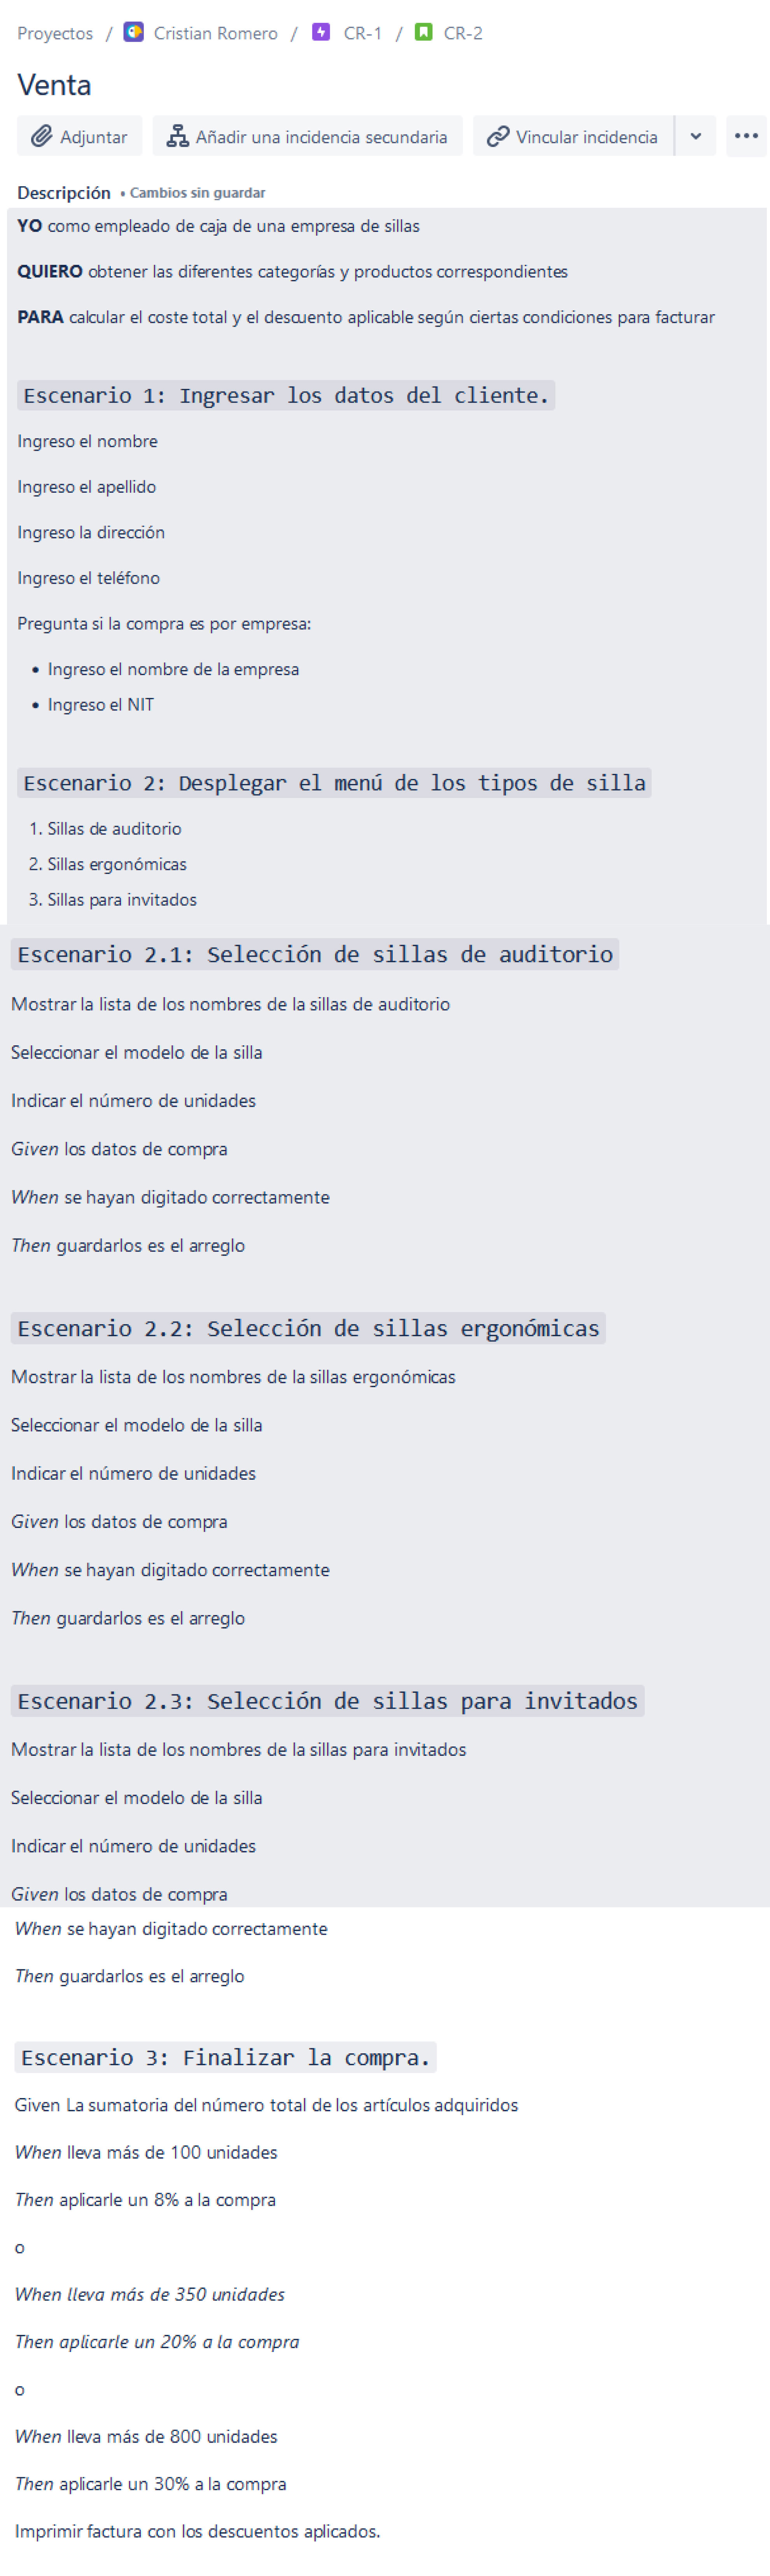 Proyectos / Cristian Romero / CR-1 / CR-2
Venta
Adjuntar Añadir una incidencia secundaria Vincular incidencia
Descripción • Cambios sin guardar
YO como empleado de caja de una empresa de sillas
QUIERO obtener las diferentes categorías y productos correspondientes
PARA calcular el coste total y el descuento aplicable según ciertas condiciones para facturar
Escenario 1: Ingresar los datos del cliente.
Ingreso el nombre
Ingreso el apellido
Ingreso la dirección
Ingreso el teléfono
Pregunta si la compra es por empresa:
• Ingreso el nombre de la empresa
• Ingreso el NIT
Escenario 2: Desplegar el menú de los tipos de silla
1. Sillas de auditorio
2. Sillas ergonómicas
3. Sillas para invitados
Escenario 2.1: Selección de sillas de auditorio
Mostrar la lista de los nombres de la sillas de auditorio
Seleccionar el modelo de la silla
Indicar el número de unidades
Given los datos de compra
When se hayan digitado correctamente
Then guardarlos es el arreglo
Escenario 2.2: Selección de sillas ergonómicas
Mostrar la lista de los nombres de la sillas ergonómicas
Seleccionar el modelo de la silla
Indicar el número de unidades
Given los datos de compra
When se hayan digitado correctamente
Then guardarlos es el arreglo
Escenario 2.3: Selección de sillas para invitados
Mostrar la lista de los nombres de la sillas para invitados
Seleccionar el modelo de la silla
Indicar el número de unidades
Given los datos de compra
When se hayan digitado correctamente
Then guardarlos es el arreglo
Escenario 3: Finalizar la compra.
Given La sumatoria del número total de los artículos adquiridos
When lleva más de 100 unidades
Then aplicarle un 8% a la compra
o
When lleva más de 350 unidades
Then aplicarle un 20% a la compra
o
When lleva más de 800 unidades
Then aplicarle un 30% a la compra
Imprimir factura con los descuentos aplicados.